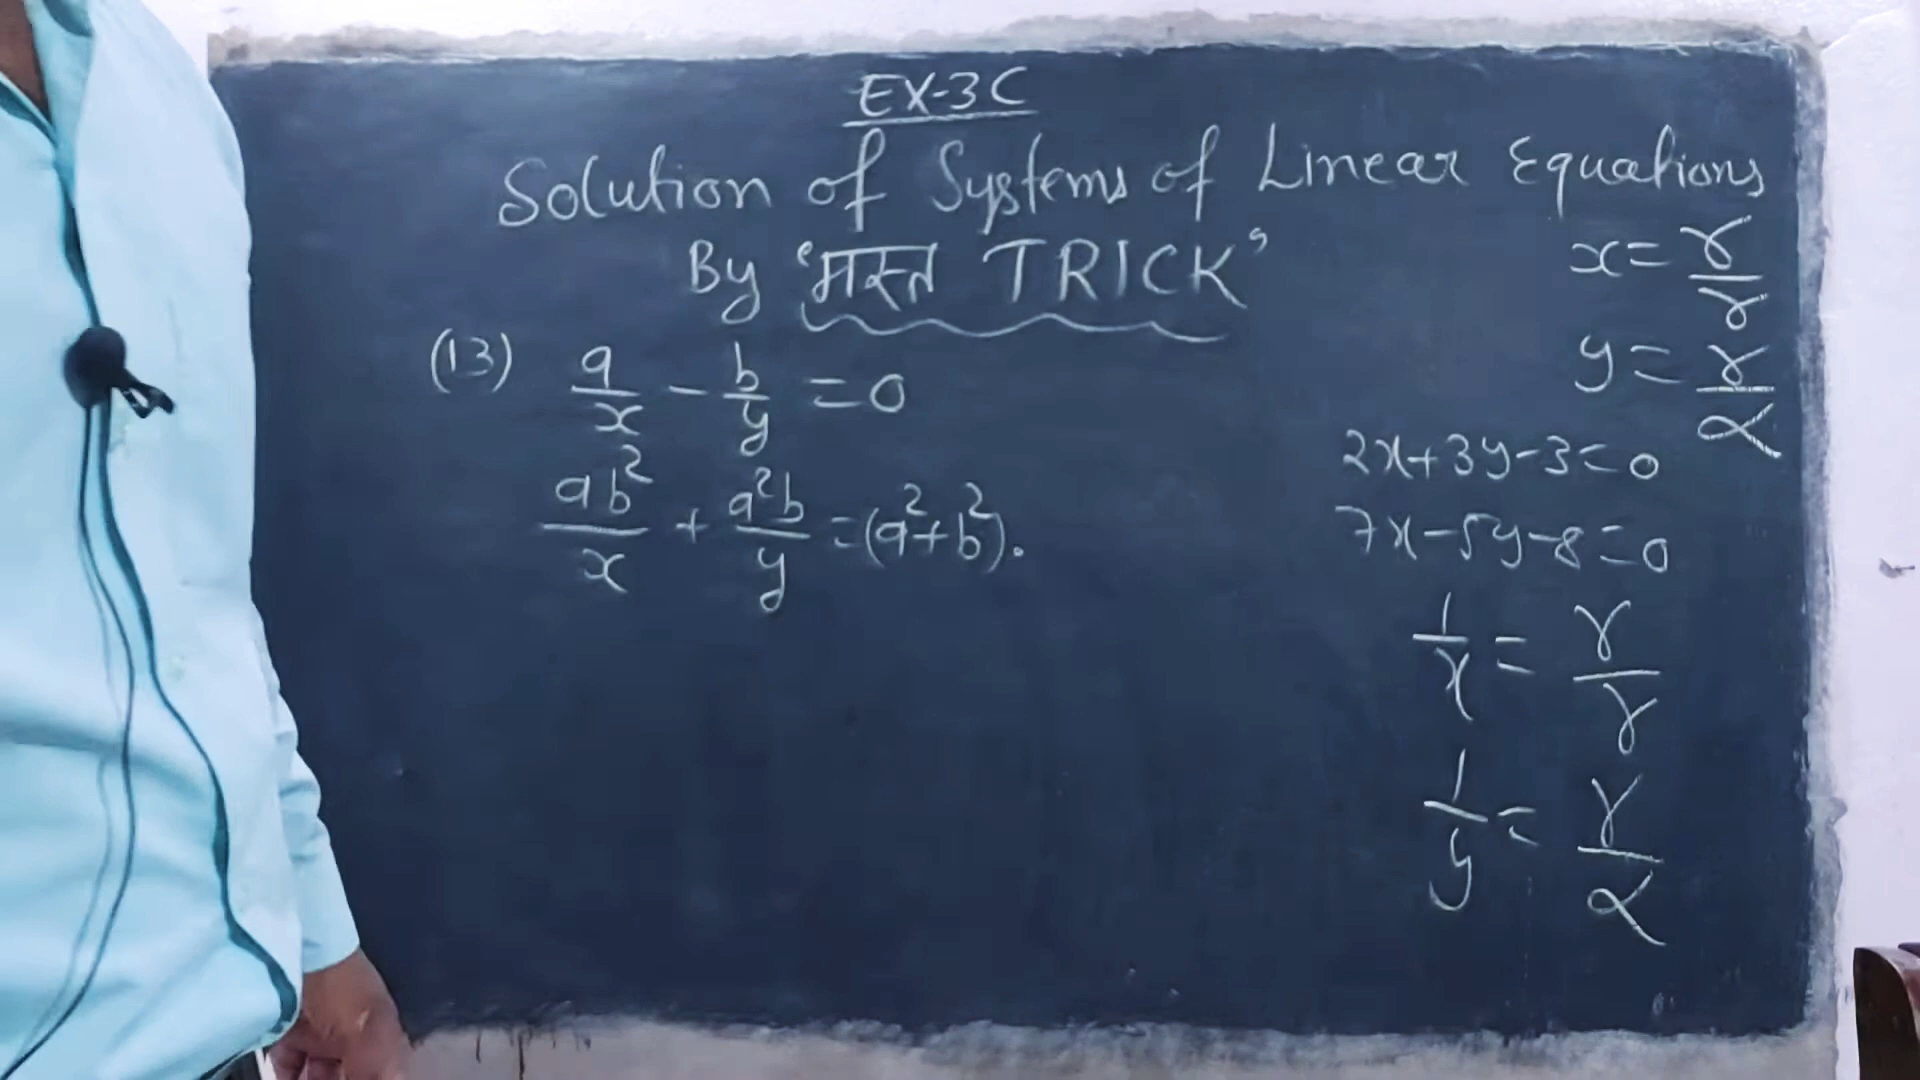 EX-3C
Solution of Systems of Linear Equations
By 'मस्त TRICK'
(13) a/x - b/y = 0
ab²/x + a²b/y = (a²+b²).
x = γ/γ
y = γ/α
2x+3y-3=0
7x-5y-8=0
1/x = γ/γ
1/y = γ/α